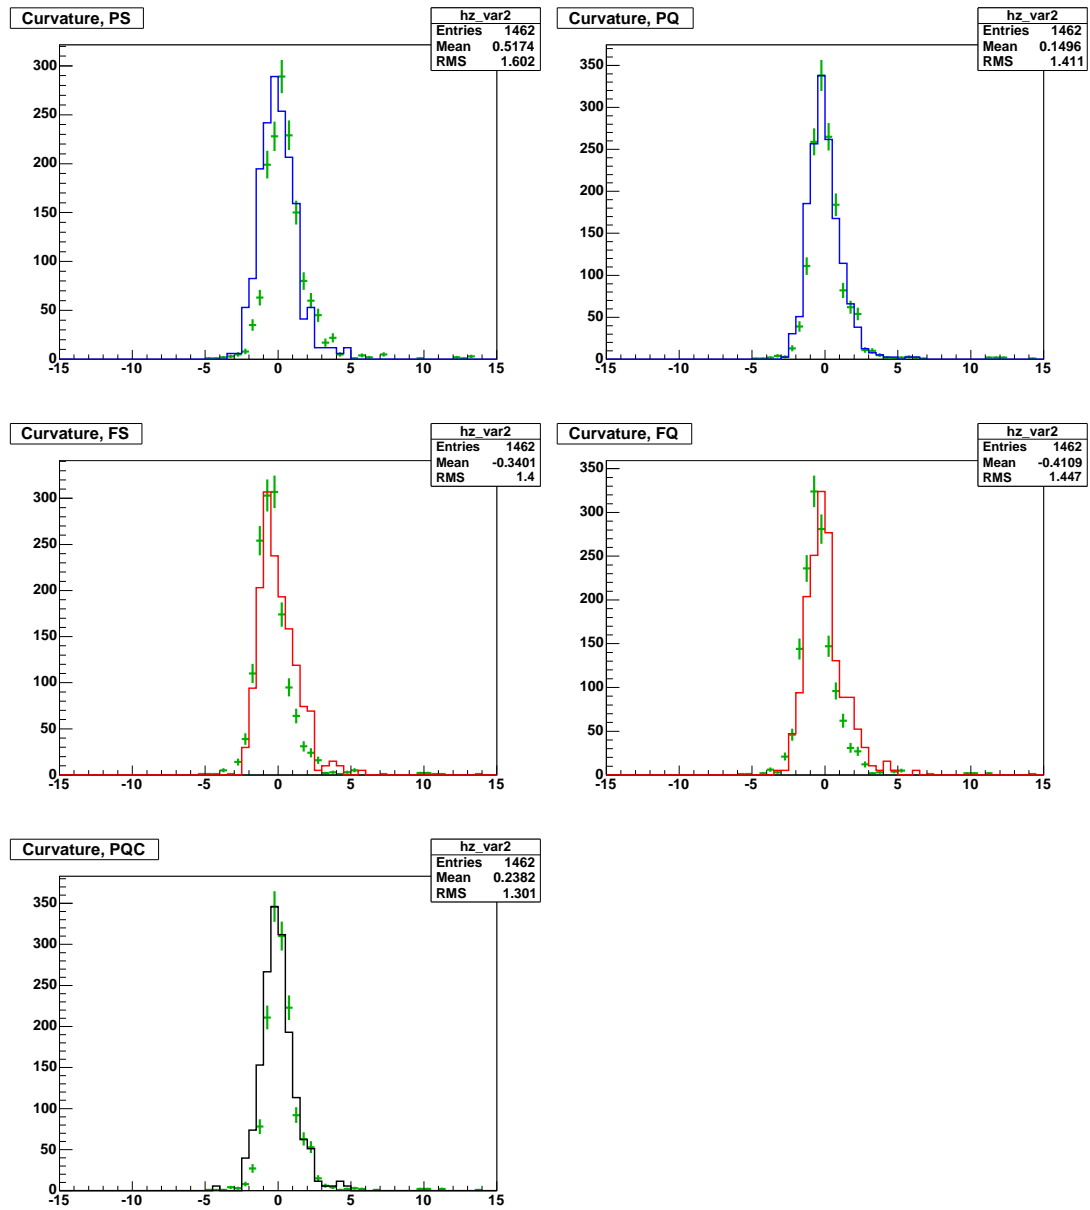 Curvature, PS
hz_var2
Entries 1462
Mean 0.5174
RMS 1.602
300
250
200
150
100
50
0
-15 -10 -5 0 5 10 15
Curvature, PQ
hz_var2
Entries 1462
Mean 0.1496
RMS 1.411
350
300
250
200
150
100
50
0
-15 -10 -5 0 5 10 15
Curvature, FS
hz_var2
Entries 1462
Mean -0.3401
RMS 1.4
300
250
200
150
100
50
0
-15 -10 -5 0 5 10 15
Curvature, FQ
hz_var2
Entries 1462
Mean -0.4109
RMS 1.447
350
300
250
200
150
100
50
0
-15 -10 -5 0 5 10 15
Curvature, PQC
hz_var2
Entries 1462
Mean 0.2382
RMS 1.301
350
300
250
200
150
100
50
0
-15 -10 -5 0 5 10 15